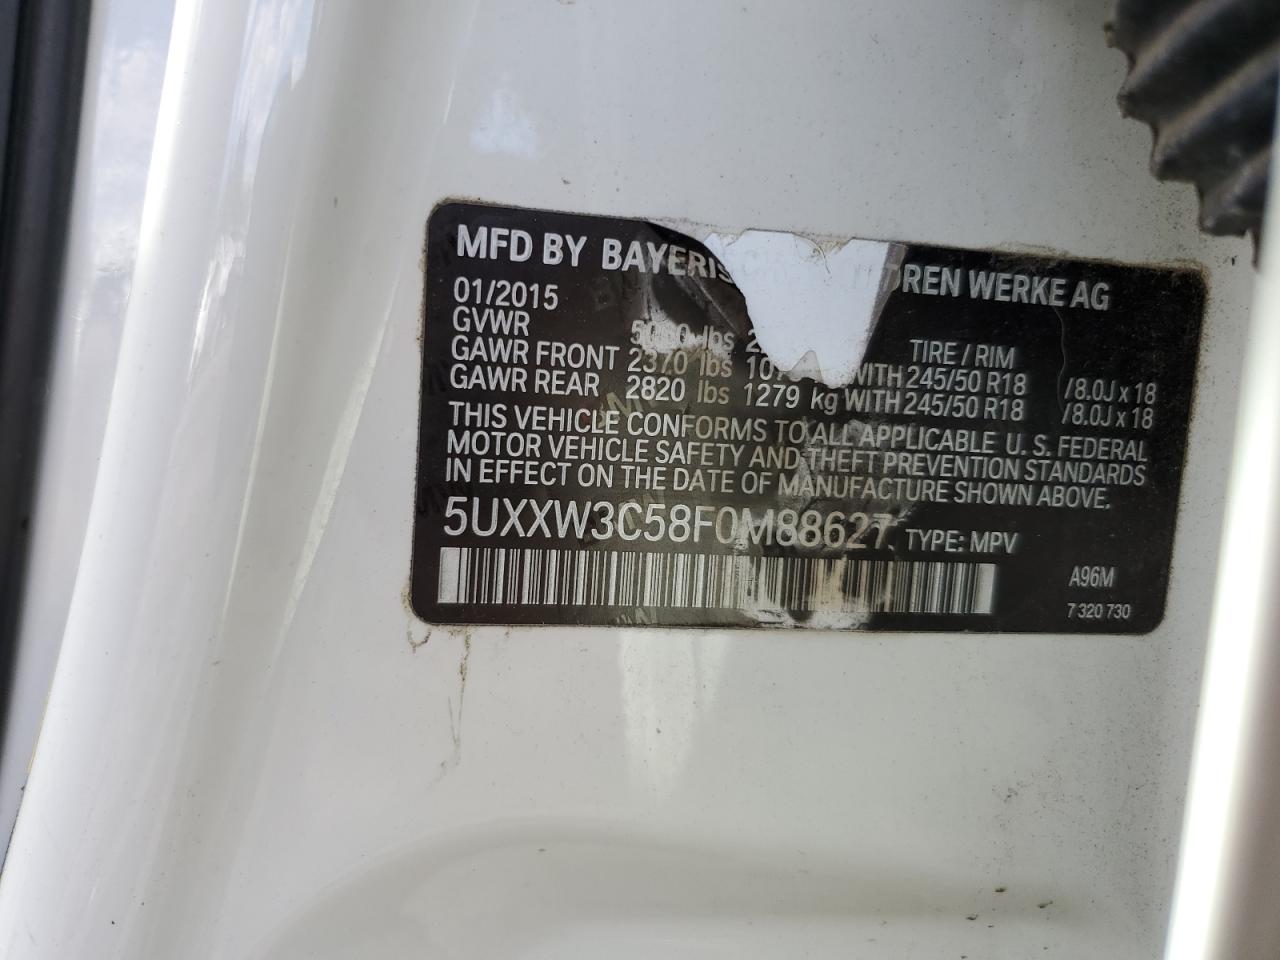 MFD BY WERKE AG
01/2015
GVWR lbs
TIRE / RIM
GAWR FRONT 2370 lbs WITH 245/50 R18 /8.0J x 18
GAWR REAR 2820 lbs 1279 kg WITH 245/50 R18 /8.0J x 18
THIS VEHICLE CONFORMS TO ALL APPLICABLE U.S. FEDERAL
MOTOR VEHICLE SAFETY AND THEFT PREVENTION STANDARDS
IN EFFECT ON THE DATE OF MANUFACTURE SHOWN ABOVE.
5UXXW3C58F0M88627 TYPE: MPV
A96M
7 320 730